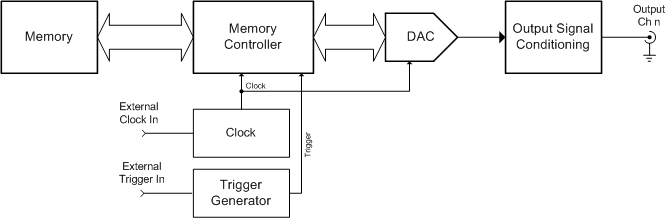 Memory
Memory
Controller
DAC
Output Signal
Conditioning
Output
Ch n
Clock
External
Clock In
Clock
Trigger
External
Trigger In
Trigger
Generator